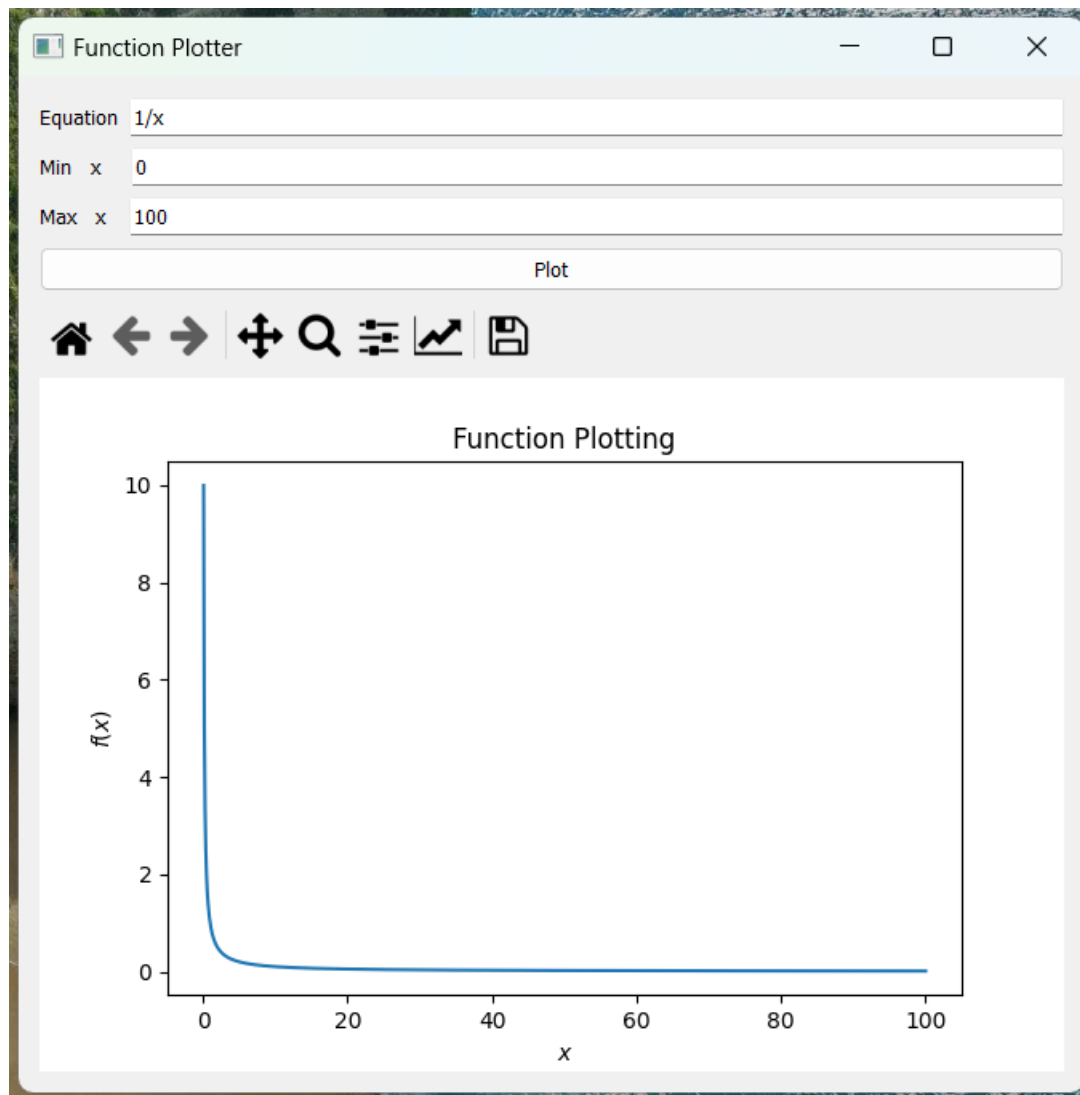 Function Plotter
Equation 1/x
Min x 0
Max x 100
Plot
Function Plotting
10
8
6
4
2
0
f(x)
0 20 40 60 80 100
x